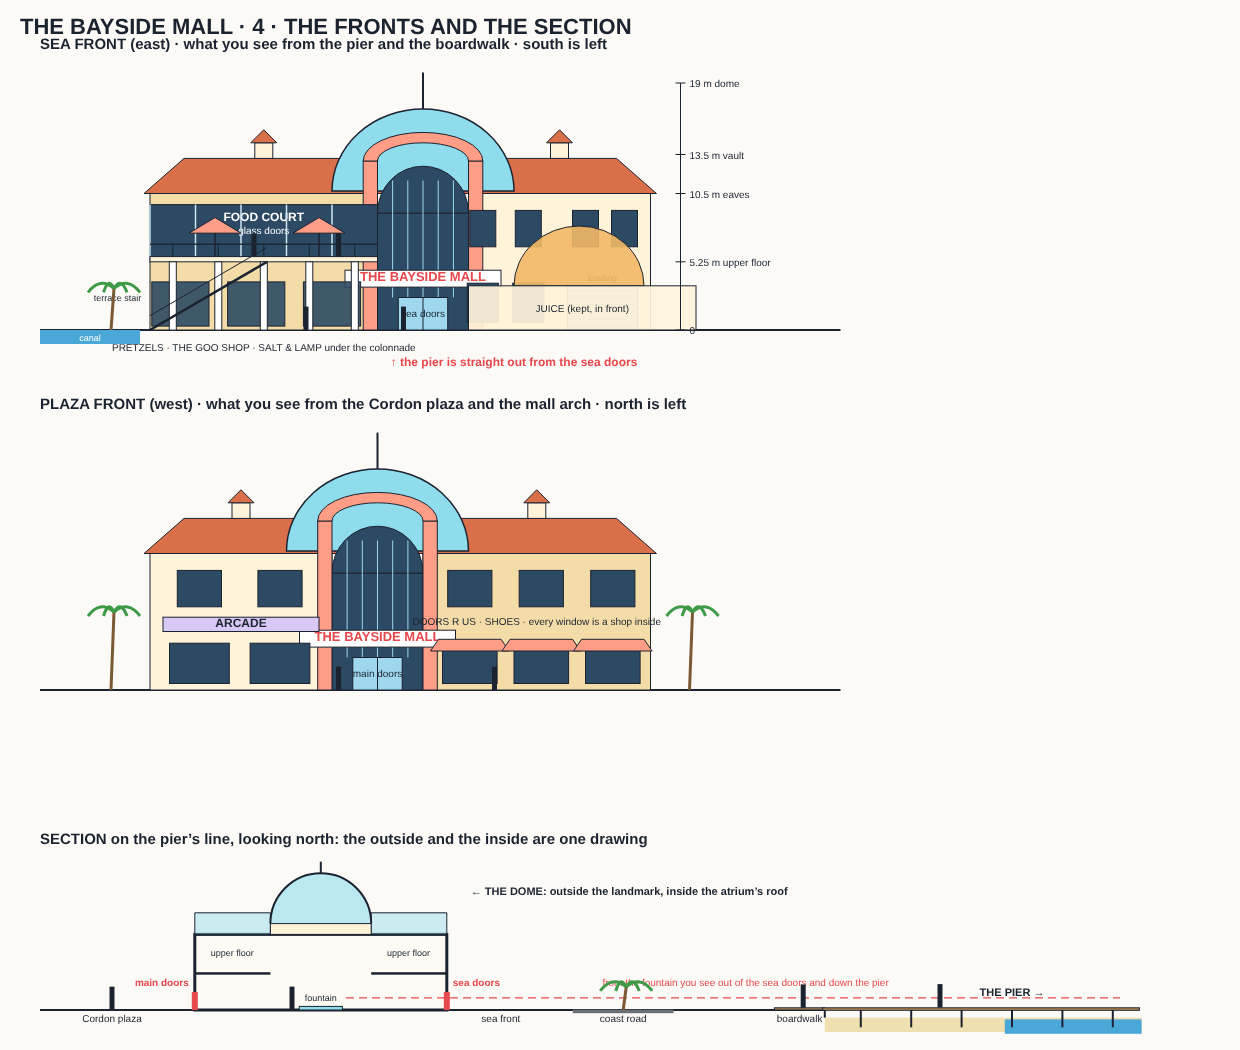 THE BAYSIDE MALL · 4 · THE FRONTS AND THE SECTION
SEA FRONT (east) · what you see from the pier and the boardwalk · south is left
19 m dome
13.5 m vault
10.5 m eaves
FOOD COURT
glass doors
5.25 m upper floor
loading
THE BAYSIDE MALL
terrace stair
sea doors
JUICE (kept, in front)
0
canal
PRETZELS · THE GOO SHOP · SALT & LAMP under the colonnade
↑ the pier is straight out from the sea doors
PLAZA FRONT (west) · what you see from the Cordon plaza and the mall arch · north is left
ARCADE
DOORS R US · SHOES · every window is a shop inside
THE BAYSIDE MALL
main doors
SECTION on the pier’s line, looking north: the outside and the inside are one drawing
← THE DOME: outside the landmark, inside the atrium’s roof
upper floor
upper floor
main doors
sea doors
from the fountain you see out of the sea doors and down the pier
fountain
THE PIER →
Cordon plaza
sea front
coast road
boardwalk